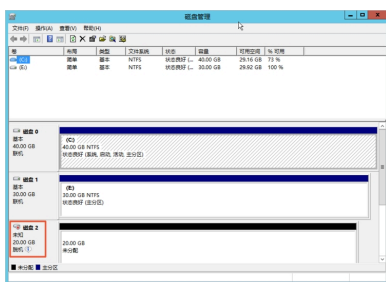 磁盘管理
文件(F) 操作(A) 查看(V) 帮助(H)
卷 布局 类型 文件系统 状态 容量 可用空间 % 可用
(C:) 简单 基本 NTFS 状态良好 (... 40.00 GB 29.16 GB 73 %
(E:) 简单 基本 NTFS 状态良好 (... 30.00 GB 29.92 GB 100 %
磁盘 0
基本
40.00 GB
联机
(C:)
40.00 GB NTFS
状态良好 (系统, 启动, 活动, 主分区)
磁盘 1
基本
30.00 GB
联机
(E:)
30.00 GB NTFS
状态良好 (主分区)
磁盘 2
未知
20.00 GB
脱机
20.00 GB
未分配
未分配 主分区